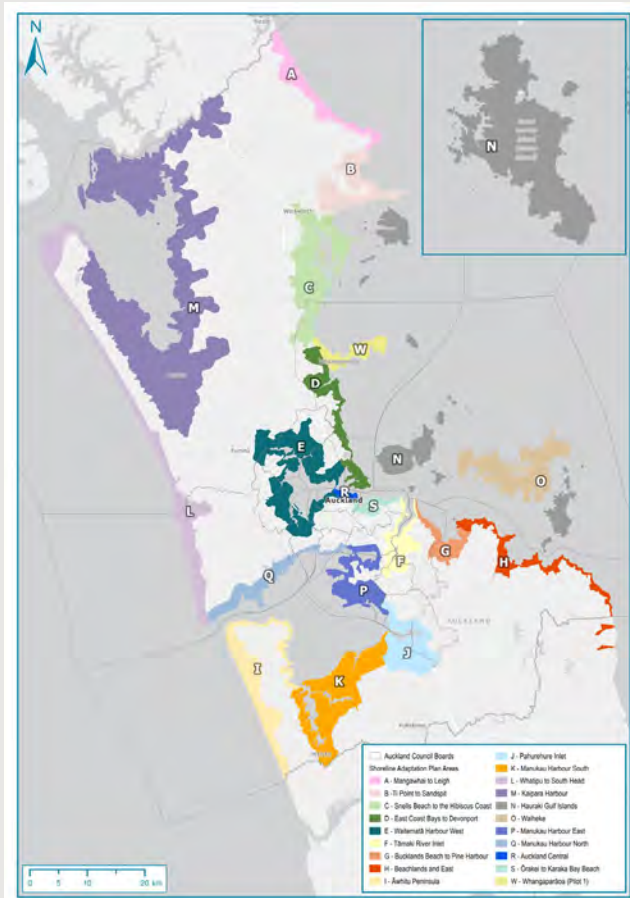 N
A
B
N
Warkworth
C
M
W
D
E
N
O
R
Auckland
S
L
G
F
H
Q
P
AUCKLAND
I
J
K
Pukekohe
Auckland Council Boards
Shoreline Adaptation Plan Areas
A - Mangawhai to Leigh
B - Ti Point to Sandspit
C - Snells Beach to the Hibiscus Coast
D - East Coast Bays to Devonport
E - Waitematā Harbour West
F - Tāmaki River Inlet
G - Bucklands Beach to Pine Harbour
H - Beachlands and East
I - Āwhitu Peninsula
J - Pahurehure Inlet
K - Manukau Harbour South
L - Whatipu to South Head
M - Kaipara Harbour
N - Hauraki Gulf Islands
O - Waiheke
P - Manukau Harbour East
Q - Manukau Harbour North
R - Auckland Central
S - Ōrakei to Karaka Bay Beach
W - Whangaparāoa (Pilot 1)
0 5 10 20 km